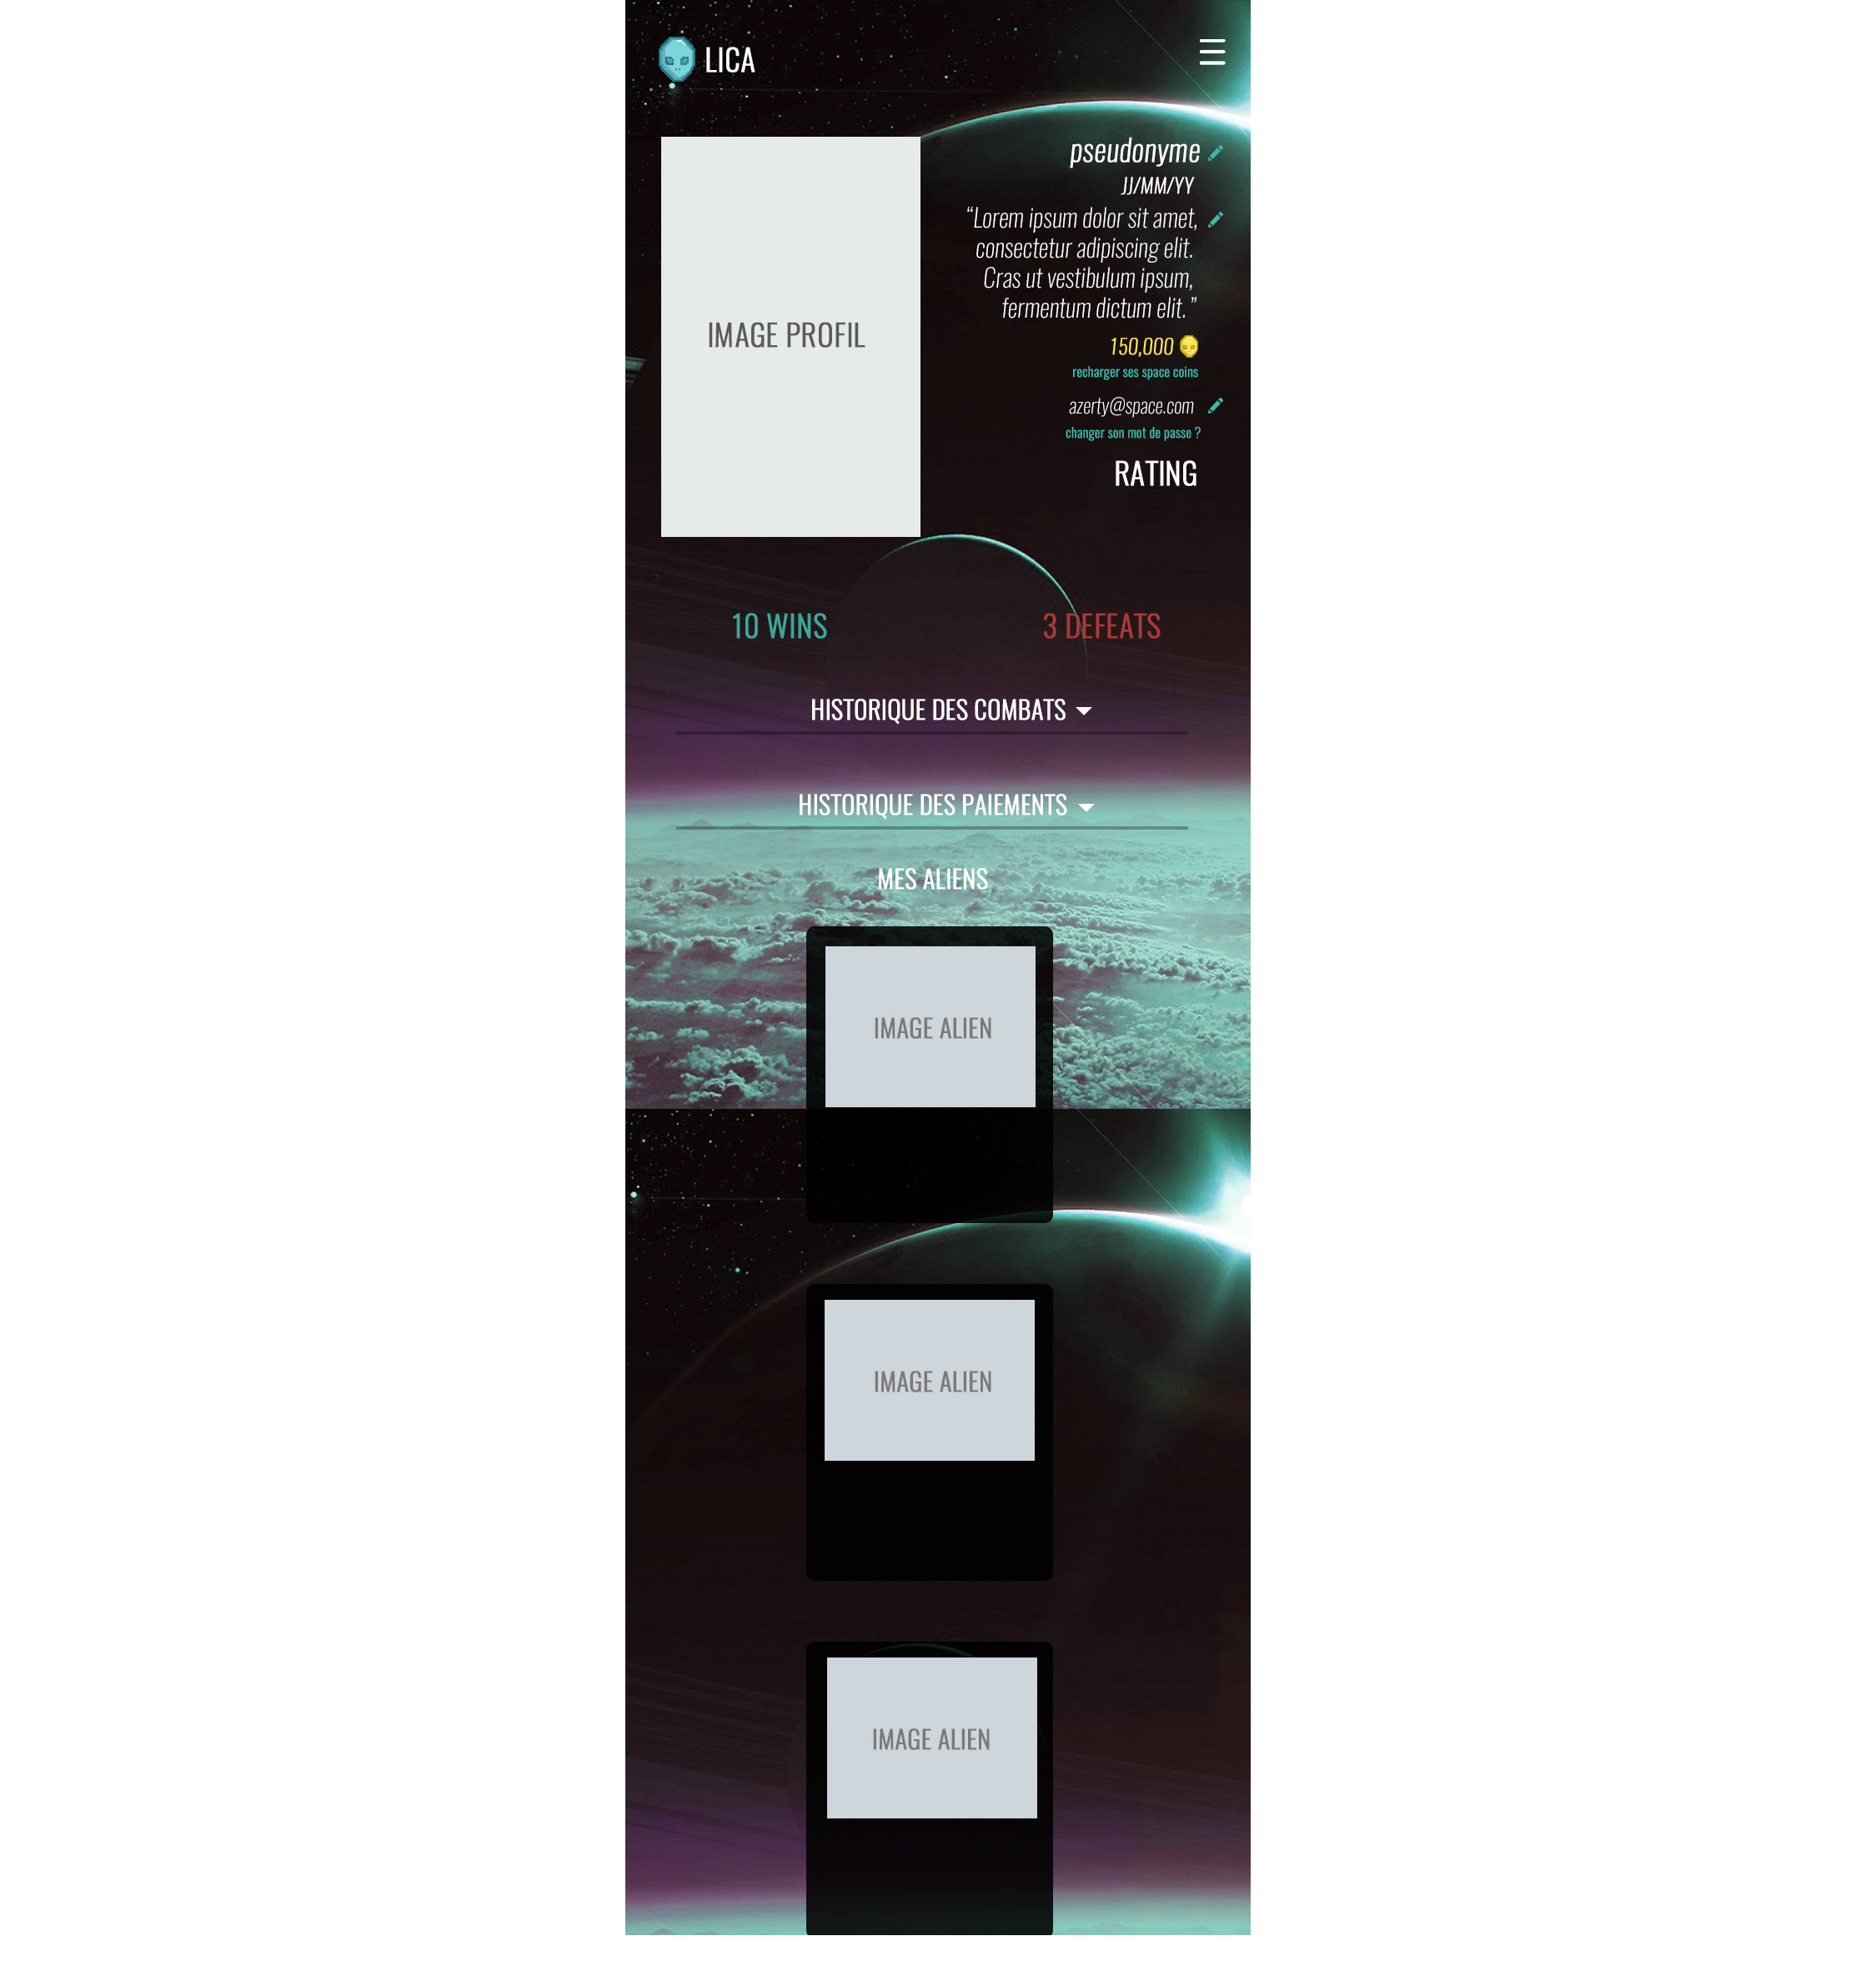 LICA
IMAGE PROFIL
pseudonyme
JJ/MM/YY
“Lorem ipsum dolor sit amet,
consectetur adipiscing elit.
Cras ut vestibulum ipsum,
fermentum dictum elit. ”
150,000
recharger ses space coins
azerty@space.com
changer son mot de passe ?
RATING
10 WINS
3 DEFEATS
HISTORIQUE DES COMBATS
HISTORIQUE DES PAIEMENTS
MES ALIENS
IMAGE ALIEN
IMAGE ALIEN
IMAGE ALIEN